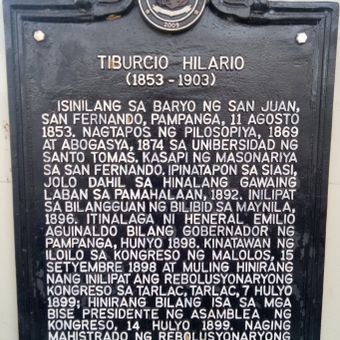 2009
TIBURCIO HILARIO
(1853 - 1903)
ISINILANG SA BARYO NG SAN JUAN,
SAN FERNANDO, PAMPANGA, 11 AGOSTO
1853. NAGTAPOS NG PILOSOPIYA, 1869
AT ABOGASYA, 1874 SA UNIBERSIDAD NG
SANTO TOMAS. KASAPI NG MASONARIYA
SA SAN FERNANDO. IPINATAPON SA SIASI,
JOLO DAHIL SA HINALANG GAWAING
LABAN SA PAMAHALAAN, 1892. INILIPAT
SA BILANGGUAN NG BILIBID SA MAYNILA,
1896. ITINALAGA NI HENERAL EMILIO
AGUINALDO BILANG GOBERNADOR NG
PAMPANGA, HUNYO 1898. KINATAWAN NG
ILOILO SA KONGRESO NG MALOLOS, 15
SETYEMBRE 1898 AT MULING HINIRANG
NANG INILIPAT ANG REBOLUSYONARYONG
KONGRESO SA TARLAC, TARLAC, 7 HULYO
1899; HINIRANG BILANG ISA SA MGA
BISE PRESIDENTE NG ASAMBLEA NG
KONGRESO, 14 HULYO 1899. NAGING
MAHISTRADO NG REBOLUSYONARYONG